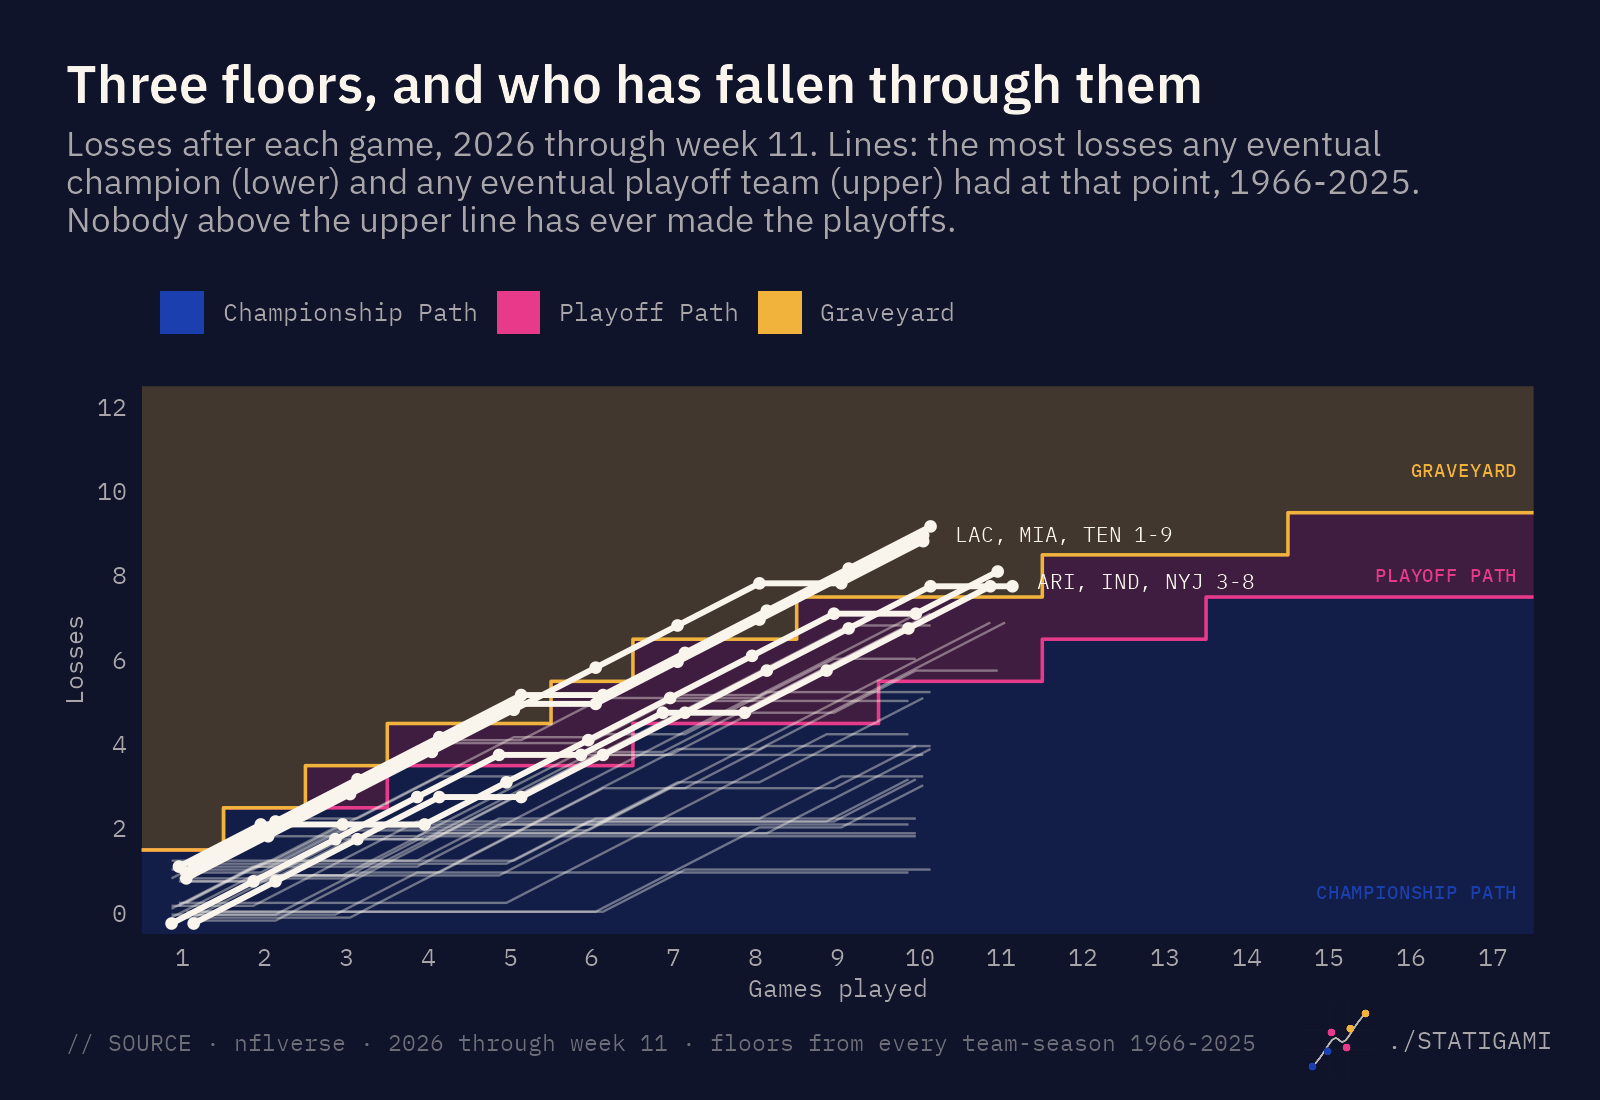 Three floors, and who has fallen through them
Losses after each game, 2026 through week 11. Lines: the most losses any eventual
champion (lower) and any eventual playoff team (upper) had at that point, 1966-2025.
Nobody above the upper line has ever made the playoffs.
Championship Path
Playoff Path
Graveyard
12
10
8
6
4
2
0
Losses
GRAVEYARD
LAC, MIA, TEN 1-9
PLAYOFF PATH
ARI, IND, NYJ 3-8
CHAMPIONSHIP PATH
1 2 3 4 5 6 7 8 9 10 11 12 13 14 15 16 17
Games played
// SOURCE · nflverse · 2026 through week 11 · floors from every team-season 1966-2025
./STATIGAMI